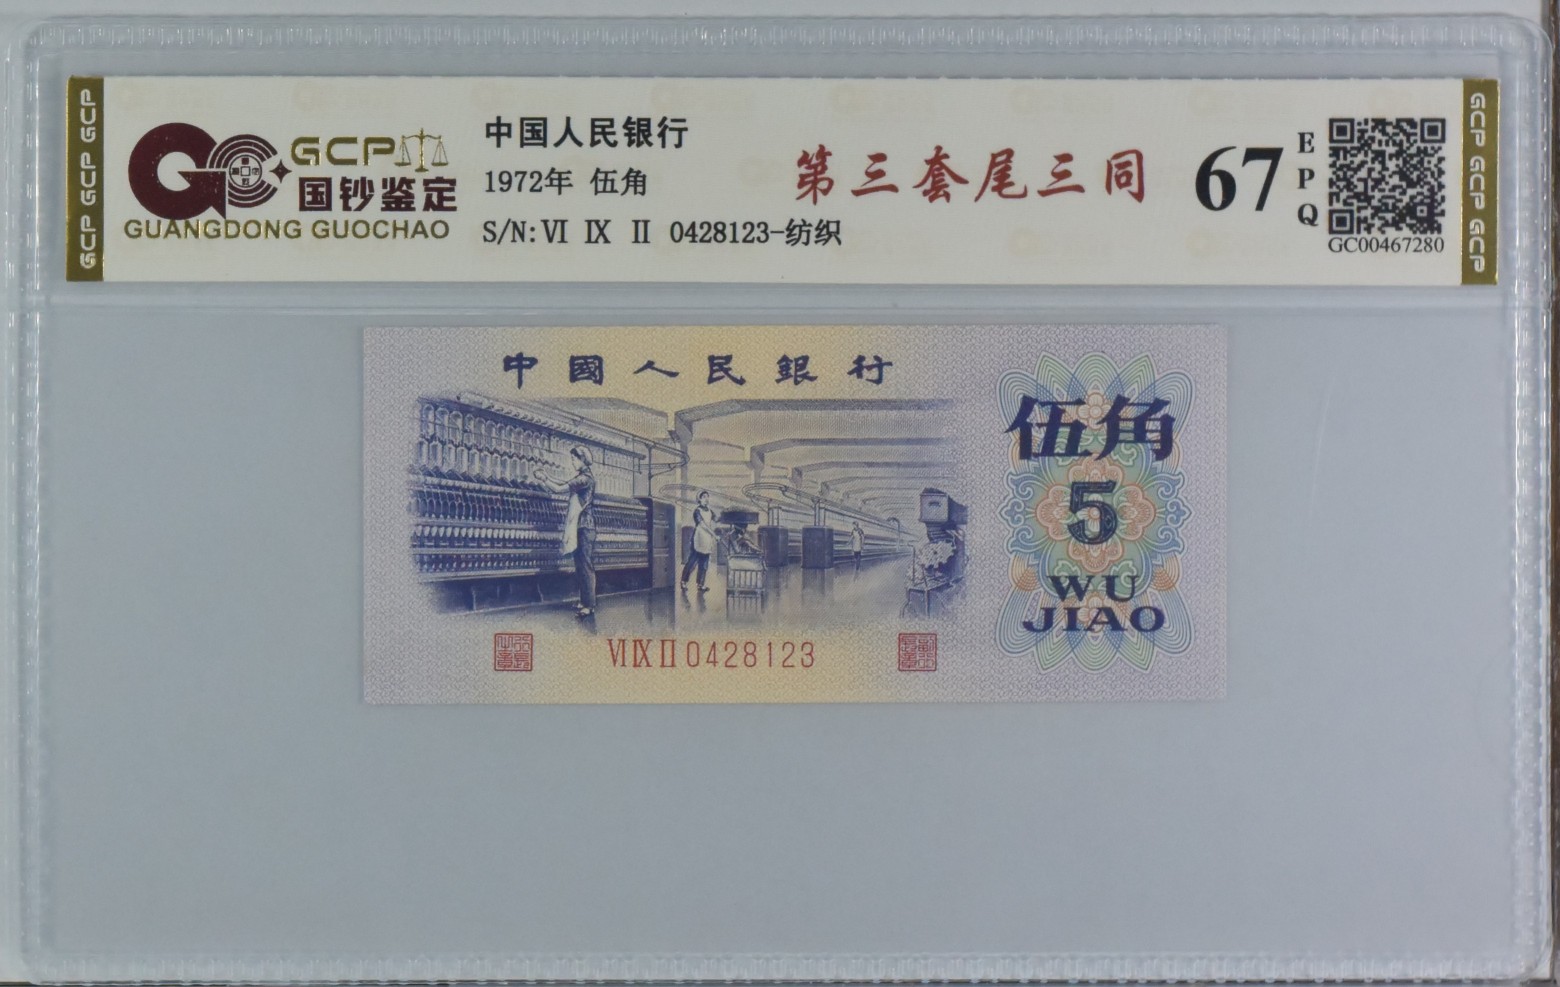 GCP GCP GCP
GCP
国钞鉴定
GUANGDONG GUOCHAO
中国人民银行
1972年 伍角
S/N: VI IX II 0428123-纺织
第三套尾三同
67
EPQ
GC00467280
GCP GCP GCP
中國人民銀行
伍角
5
WU
JIAO
VI IX II 0428123